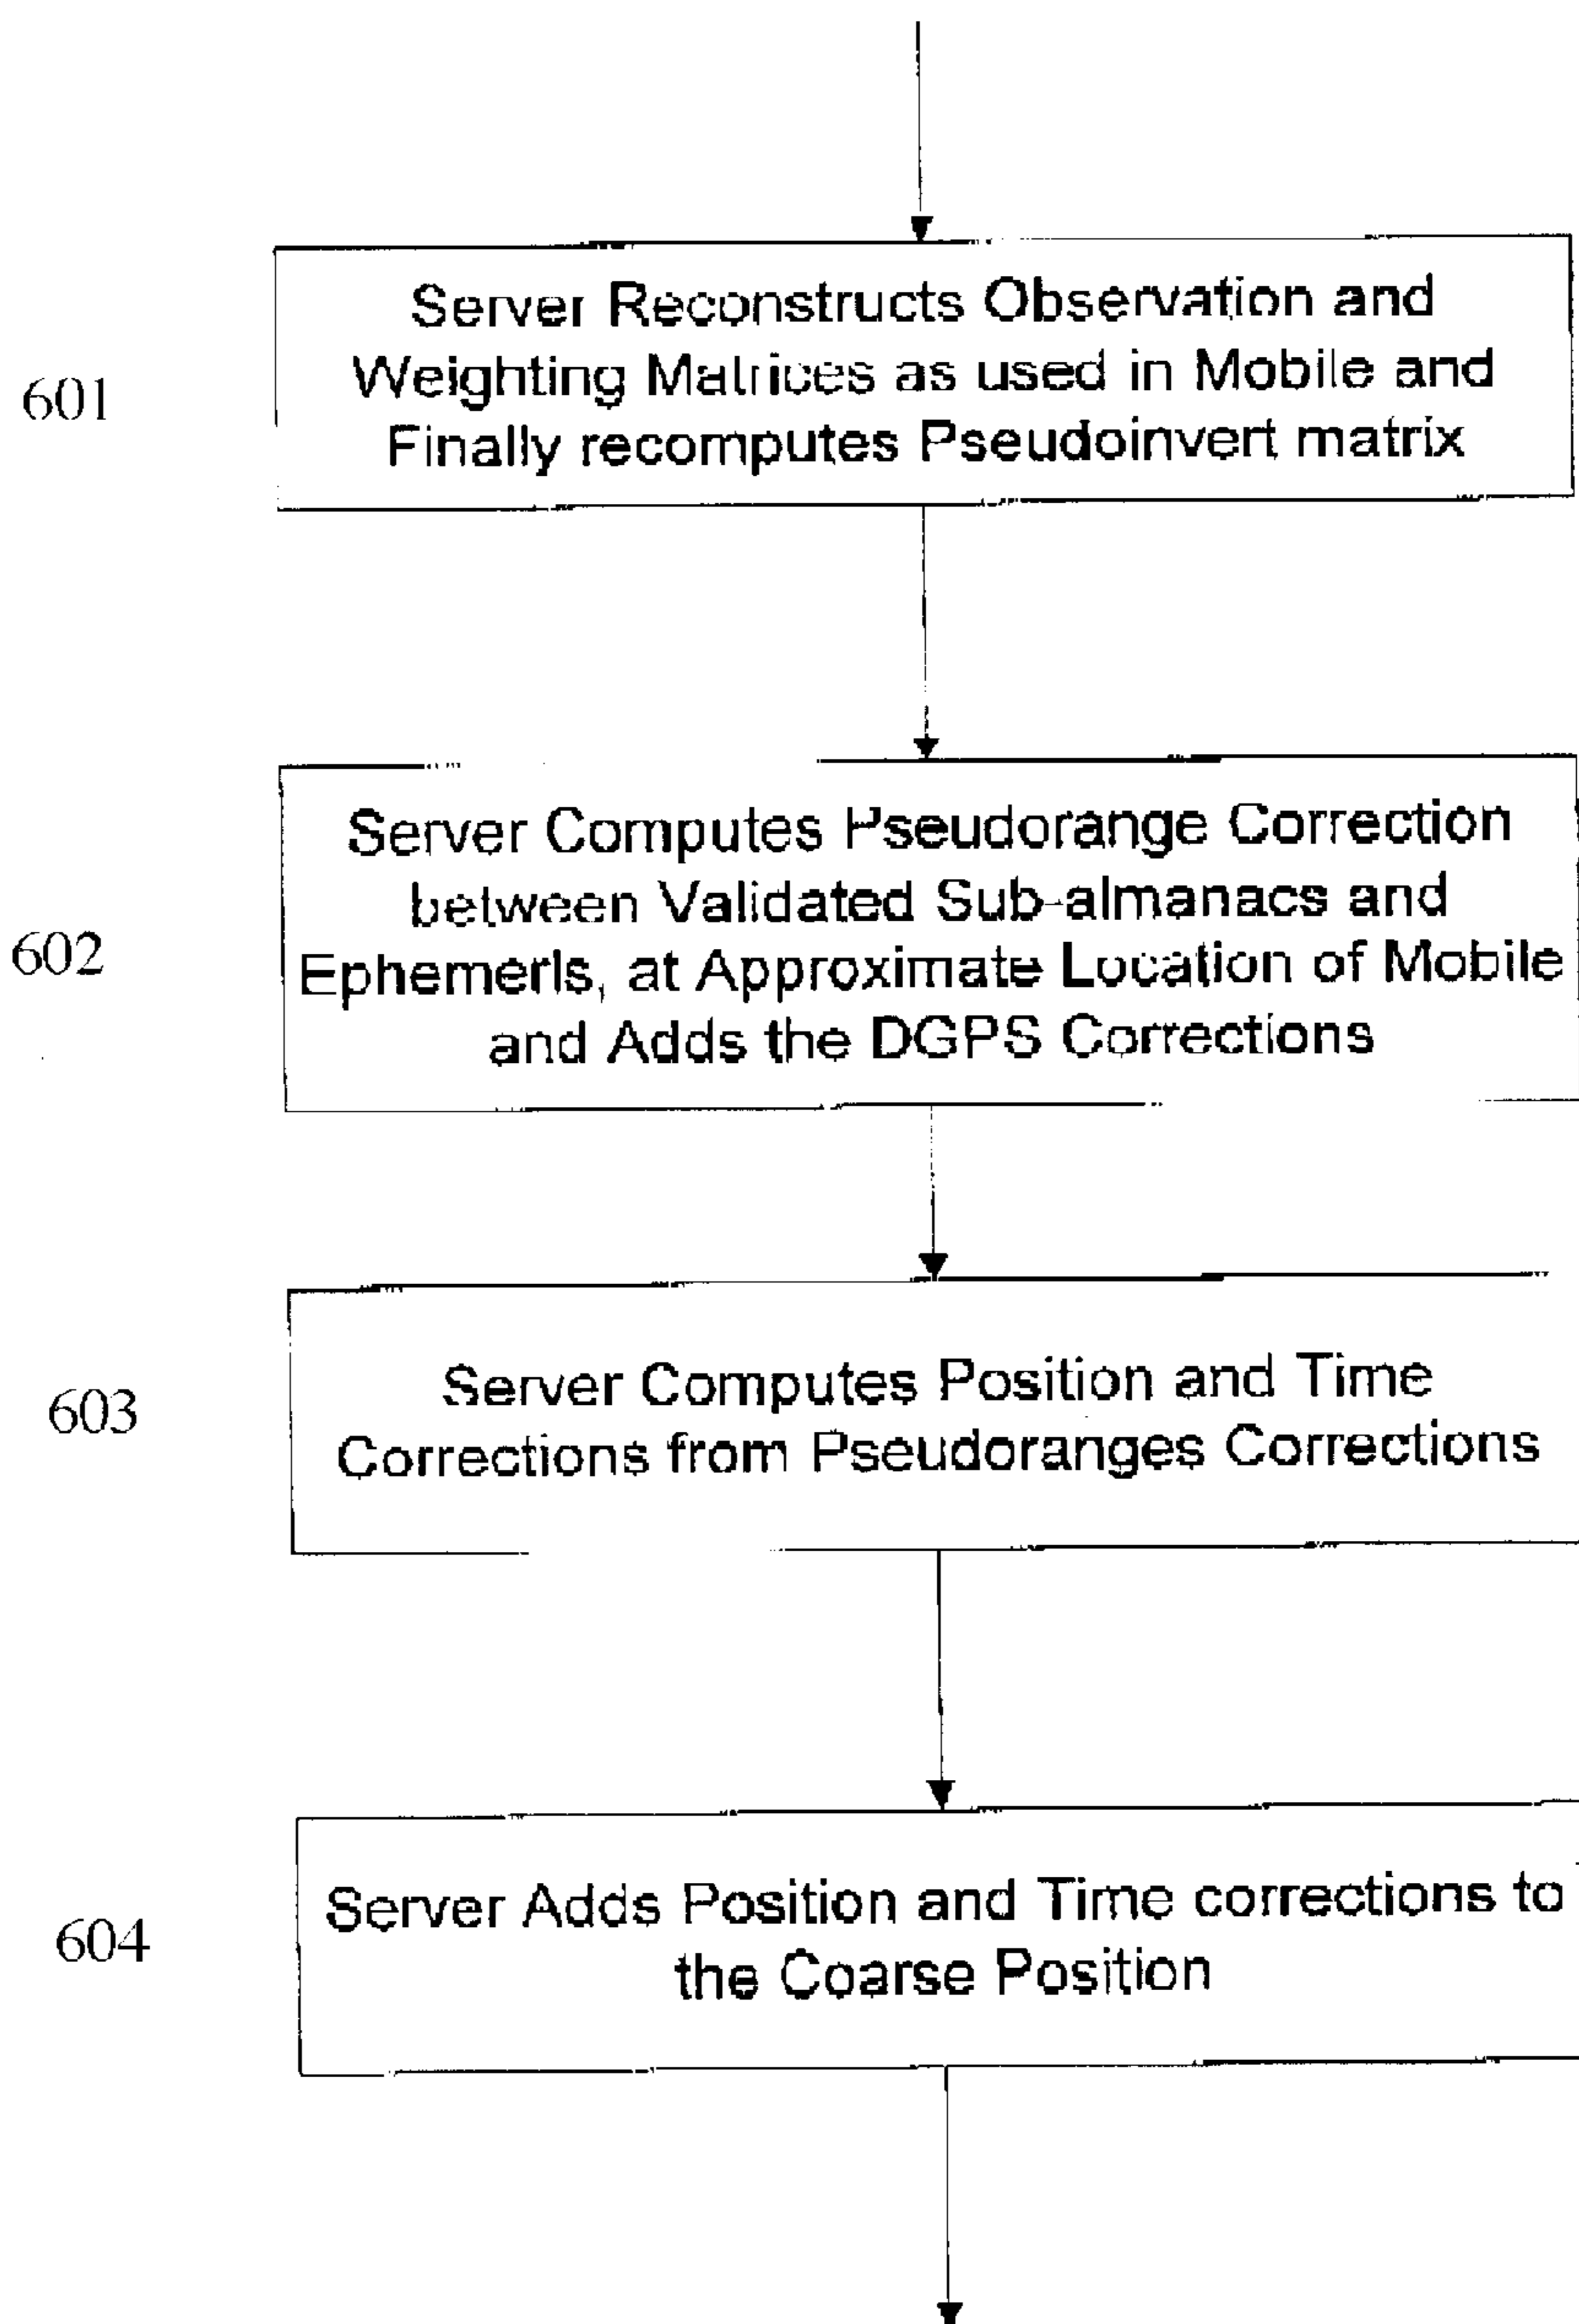 Server Reconstructs Observation and
Weighting Matrices as used in Mobile and
Finally recomputes Pseudoinvert matrix
601
Server Computes Pseudorange Correction
between Validated Sub-almanacs and
Ephemeris, at Approximate Location of Mobile
and Adds the DGPS Corrections
602
Server Computes Position and Time
Corrections from Pseudoranges Corrections
603
Server Adds Position and Time corrections to
the Coarse Position
604